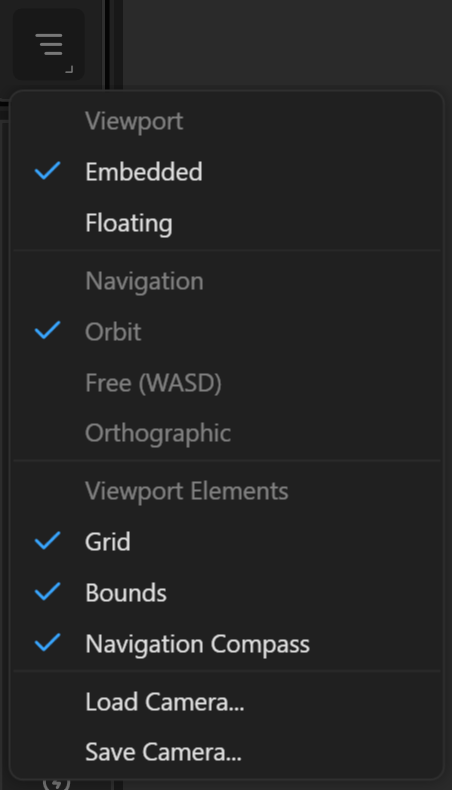 Viewport
Embedded
Floating
Navigation
Orbit
Free (WASD)
Orthographic
Viewport Elements
Grid
Bounds
Navigation Compass
Load Camera...
Save Camera...